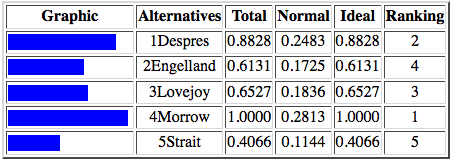 Graphic Alternatives Total Normal Ideal Ranking
1Despres 0.8828 0.2483 0.8828 2
2Engelland 0.6131 0.1725 0.6131 4
3Lovejoy 0.6527 0.1836 0.6527 3
4Morrow 1.0000 0.2813 1.0000 1
5Strait 0.4066 0.1144 0.4066 5